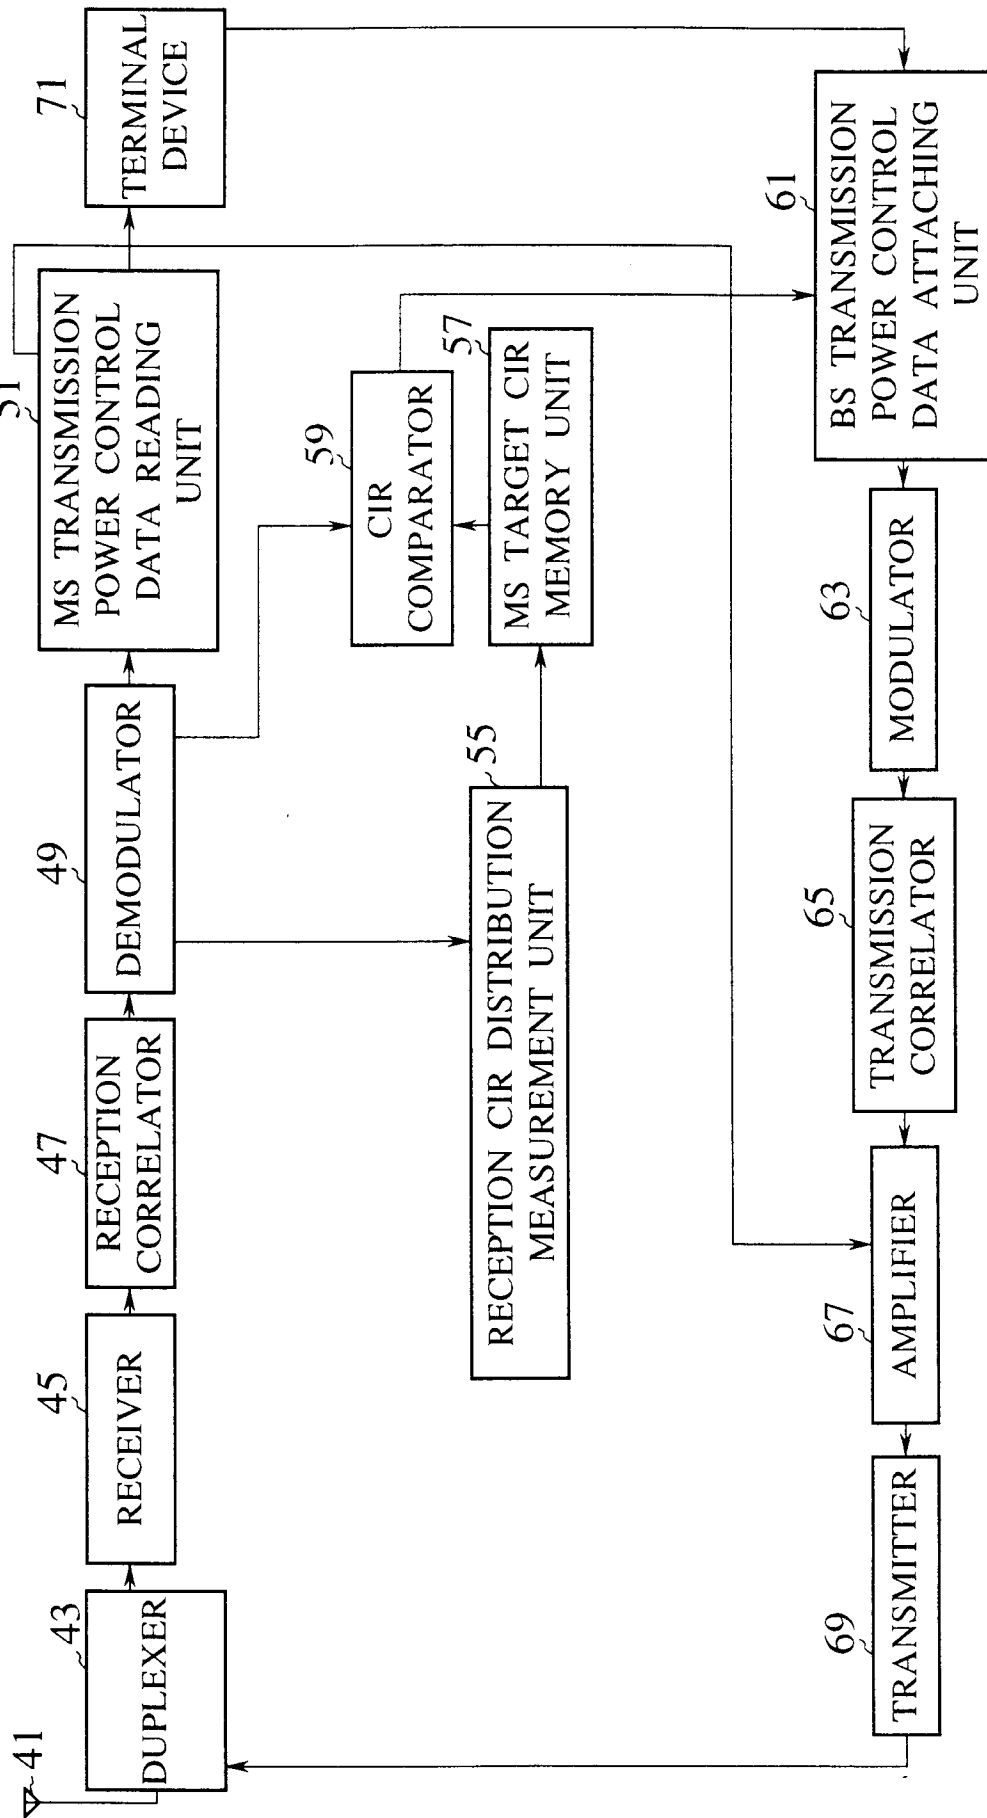 41
43
DUPLEXER
45
RECEIVER
47
RECEPTION
CORRELATOR
49
DEMODULATOR
51
MS TRANSMISSION
POWER CONTROL
DATA READING
UNIT
71
TERMINAL
DEVICE
55
RECEPTION CIR DISTRIBUTION
MEASUREMENT UNIT
59
CIR
COMPARATOR
57
MS TARGET CIR
MEMORY UNIT
69
TRANSMITTER
67
AMPLIFIER
65
TRANSMISSION
CORRELATOR
63
MODULATOR
61
BS TRANSMISSION
POWER CONTROL
DATA ATTACHING
UNIT